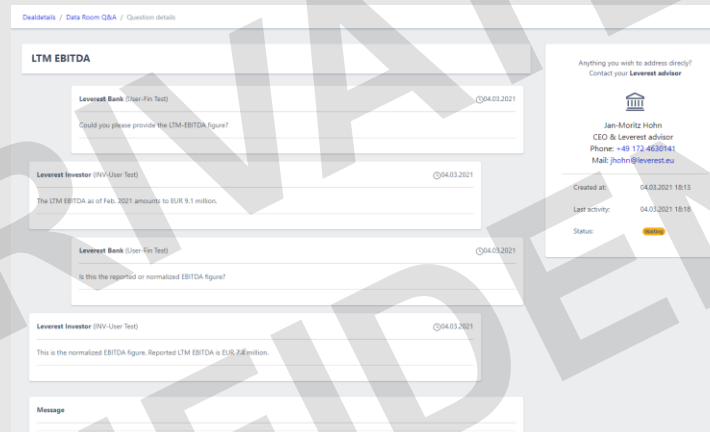 Dealdetails / Data Room Q&A / Question details
LTM EBITDA
Leverest Bank (User-Fin Test) 04.03.2021
Could you please provide the LTM-EBITDA figure?
Leverest Investor (INV-User Test) 04.03.2021
The LTM EBITDA as of Feb. 2021 amounts to EUR 9.1 million.
Leverest Bank (User-Fin Test) 04.03.2021
Is this the reported or normalized EBITDA figure?
Leverest Investor (INV-User Test) 04.03.2021
This is the normalized EBITDA figure. Reported LTM EBITDA is EUR 7.8 million.
Message
Anything you wish to address direcly?
Contact your Leverest advisor
Jan-Moritz Hohn
CEO & Leverest advisor
Phone: +49 172 4630141
Mail: jhohn@leverest.eu
Created at: 04.03.2021 18:13
Last activity: 04.03.2021 18:18
Status: Waiting